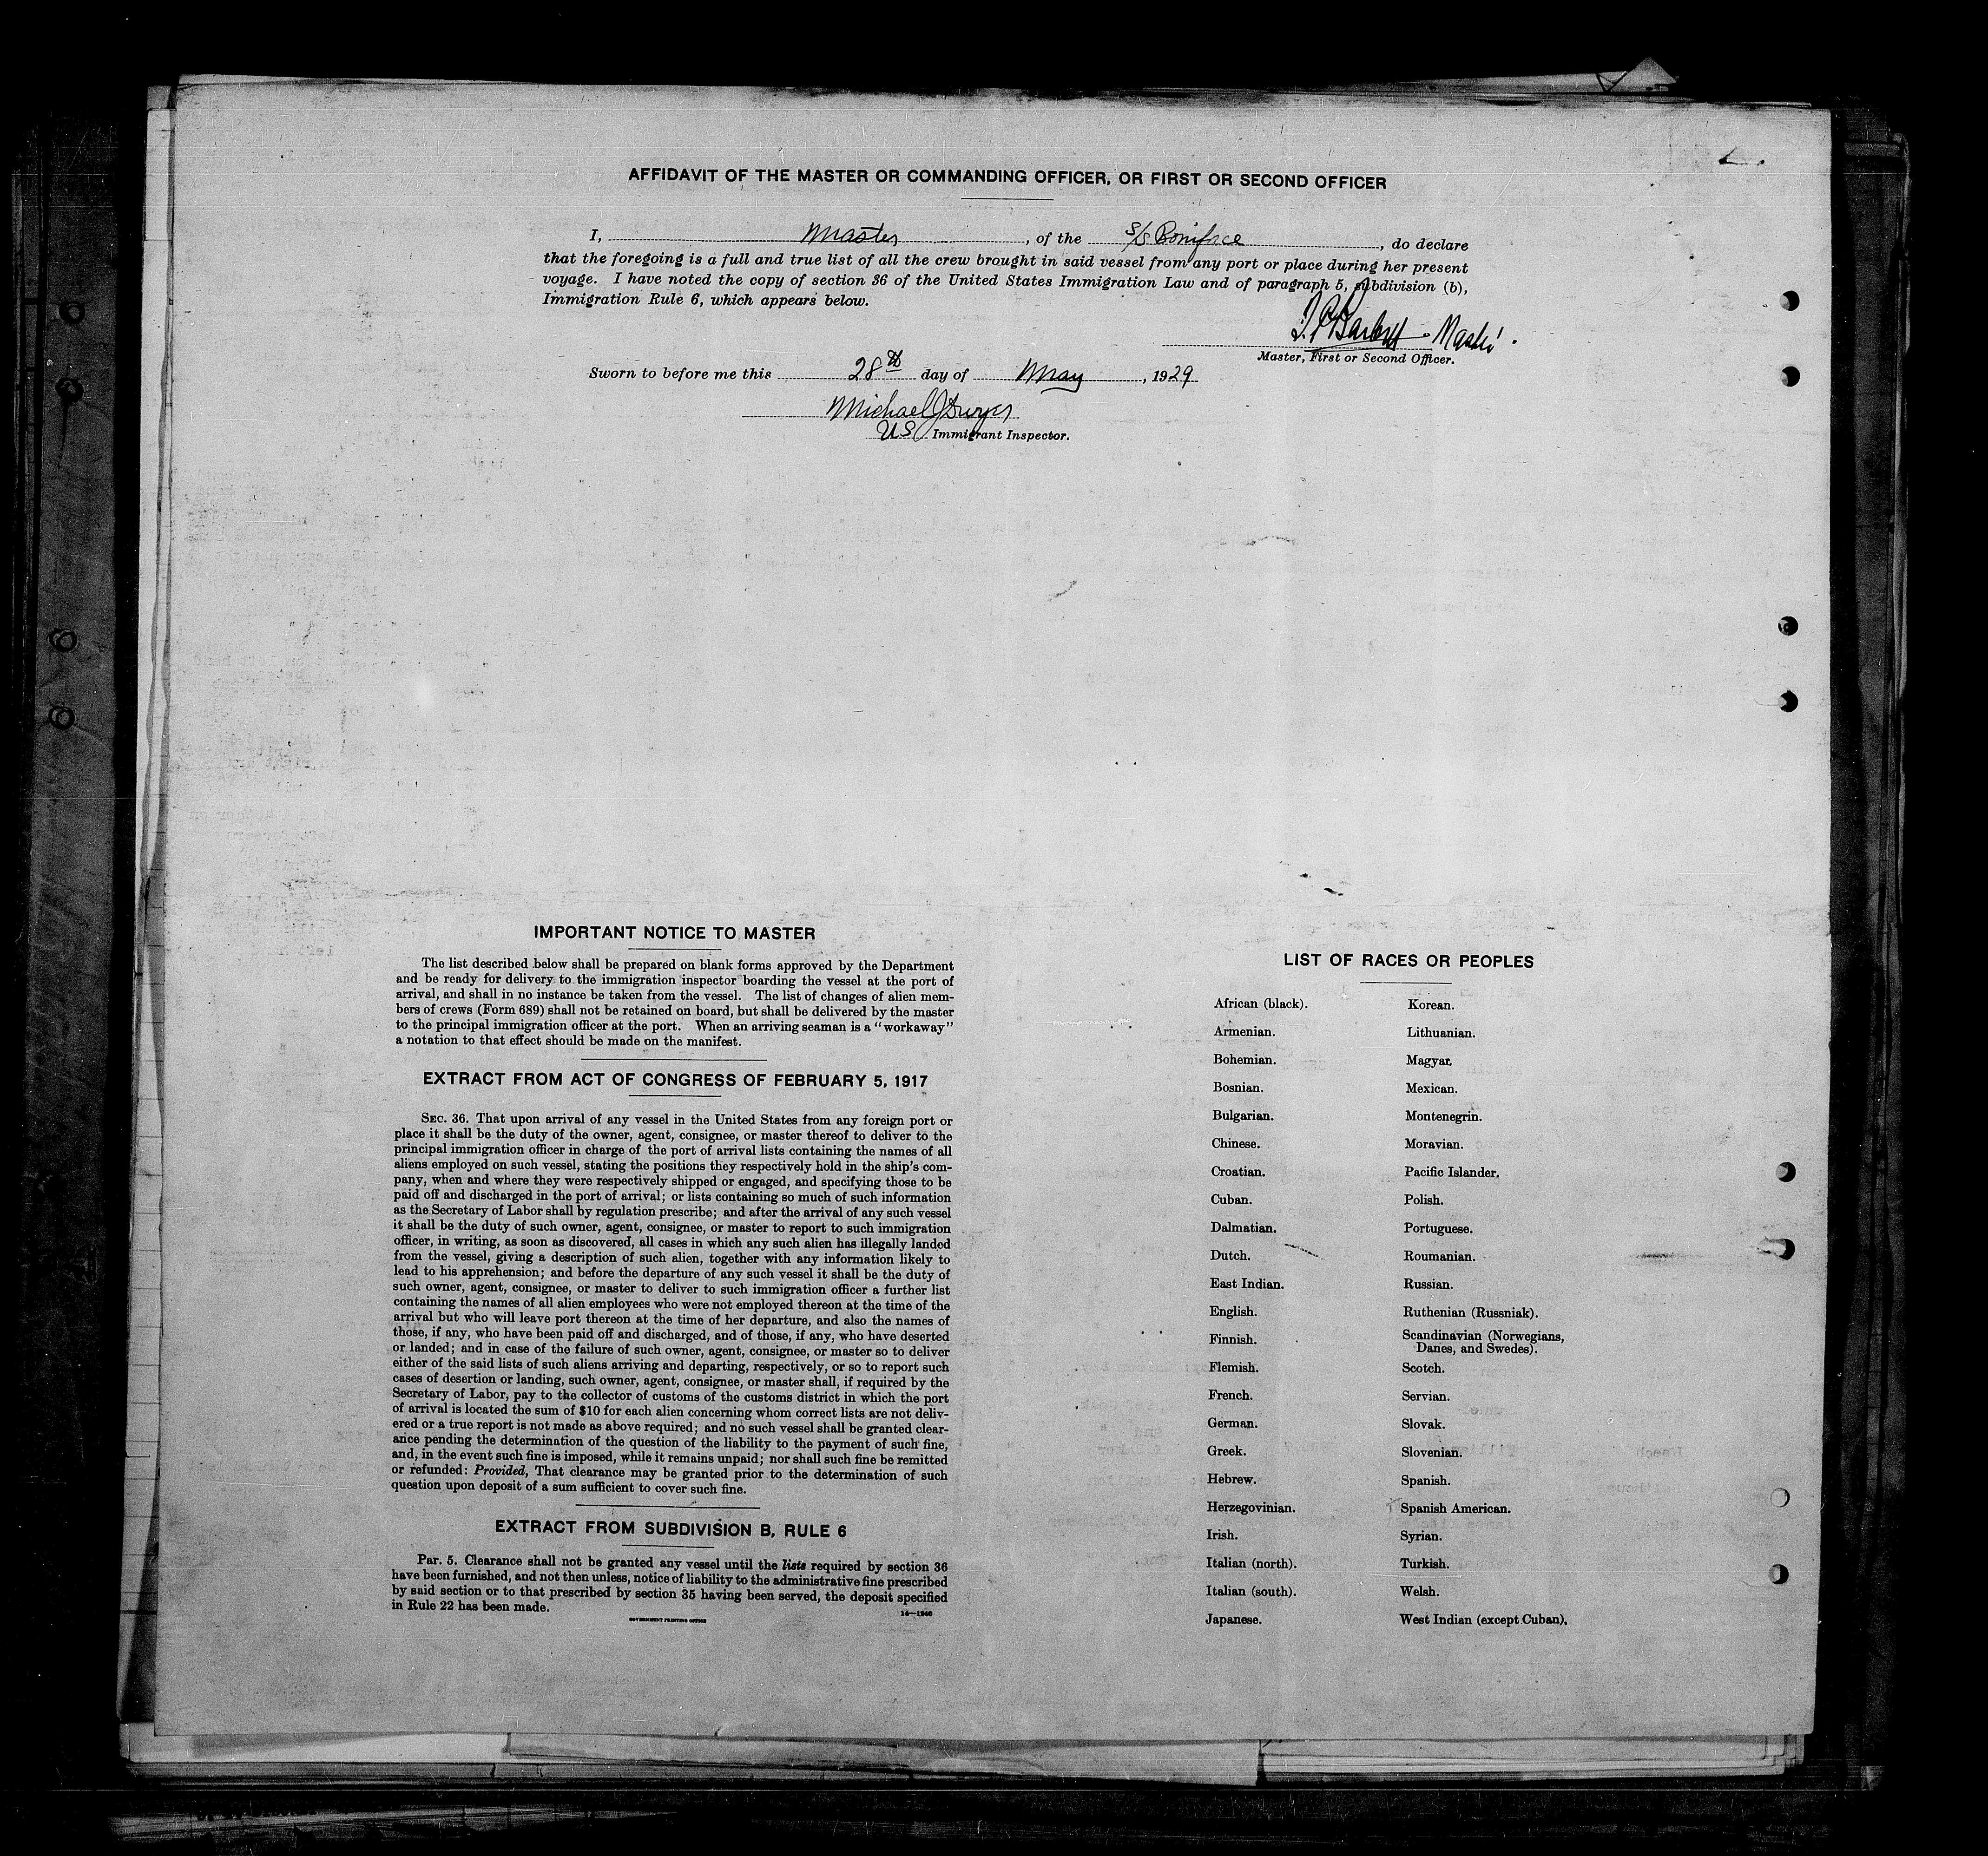 AFFIDAVIT OF THE MASTER OR COMMANDING OFFICER, OR FIRST OR SECOND OFFICER
I, Master, of the S/S Boniface, do declare
that the foregoing is a full and true list of all the crew brought in said vessel from any port or place during her present
voyage. I have noted the copy of section 36 of the United States Immigration Law and of paragraph 5, subdivision (b),
Immigration Rule 6, which appears below.
Master, First or Second Officer.
Sworn to before me this 28th day of May, 1929
Michael J Dwyer
US Immigrant Inspector.
IMPORTANT NOTICE TO MASTER
The list described below shall be prepared on blank forms approved by the Department
and be ready for delivery to the immigration inspector boarding the vessel at the port of
arrival, and shall in no instance be taken from the vessel. The list of changes of alien mem-
bers of crews (Form 689) shall not be retained on board, but shall be delivered by the master
to the principal immigration officer at the port. When an arriving seaman is a "workaway"
a notation to that effect should be made on the manifest.
EXTRACT FROM ACT OF CONGRESS OF FEBRUARY 5, 1917
SEC. 36. That upon arrival of any vessel in the United States from any foreign port or
place it shall be the duty of the owner, agent, consignee, or master thereof to deliver to the
principal immigration officer in charge of the port of arrival lists containing the names of all
aliens employed on such vessel, stating the positions they respectively hold in the ship's com-
pany, when and where they were respectively shipped or engaged, and specifying those to be
paid off and discharged in the port of arrival; or lists containing so much of such information
as the Secretary of Labor shall by regulation prescribe; and after the arrival of any such vessel
it shall be the duty of such owner, agent, consignee, or master to report to such immigration
officer, in writing, as soon as discovered, all cases in which any such alien has illegally landed
from the vessel, giving a description of such alien, together with any information likely to
lead to his apprehension; and before the departure of any such vessel it shall be the duty of
such owner, agent, consignee, or master to deliver to such immigration officer a further list
containing the names of all alien employees who were not employed thereon at the time of the
arrival but who will leave port thereon at the time of her departure, and also the names of
those, if any, who have been paid off and discharged, and of those, if any, who have deserted
or landed; and in case of the failure of such owner, agent, consignee, or master so to deliver
either of the said lists of such aliens arriving and departing, respectively, or so to report such
cases of desertion or landing, such owner, agent, consignee, or master shall, if required by the
Secretary of Labor, pay to the collector of customs of the customs district in which the port
of arrival is located the sum of $10 for each alien concerning whom correct lists are not deliv-
ered or a true report is not made as above required; and no such vessel shall be granted clear-
ance pending the determination of the question of the liability to the payment of such fine,
and, in the event such fine is imposed, while it remains unpaid; nor shall such fine be remitted
or refunded: Provided, That clearance may be granted prior to the determination of such
question upon deposit of a sum sufficient to cover such fine.
EXTRACT FROM SUBDIVISION B, RULE 6
Par. 5. Clearance shall not be granted any vessel until the lists required by section 36
have been furnished, and not then unless, notice of liability to the administrative fine prescribed
by said section or to that prescribed by section 35 having been served, the deposit specified
in Rule 22 has been made.
GOVERNMENT PRINTING OFFICE 14—1240
LIST OF RACES OR PEOPLES
African (black).
Armenian.
Bohemian.
Bosnian.
Bulgarian.
Chinese.
Croatian.
Cuban.
Dalmatian.
Dutch.
East Indian.
English.
Finnish.
Flemish.
French.
German.
Greek.
Hebrew.
Herzegovinian.
Irish.
Italian (north).
Italian (south).
Japanese.
Korean.
Lithuanian.
Magyar.
Mexican.
Montenegrin.
Moravian.
Pacific Islander.
Polish.
Portuguese.
Roumanian.
Russian.
Ruthenian (Russniak).
Scandinavian (Norwegians,
Danes, and Swedes).
Scotch.
Servian.
Slovak.
Slovenian.
Spanish.
Spanish American.
Syrian.
Turkish.
Welsh.
West Indian (except Cuban).